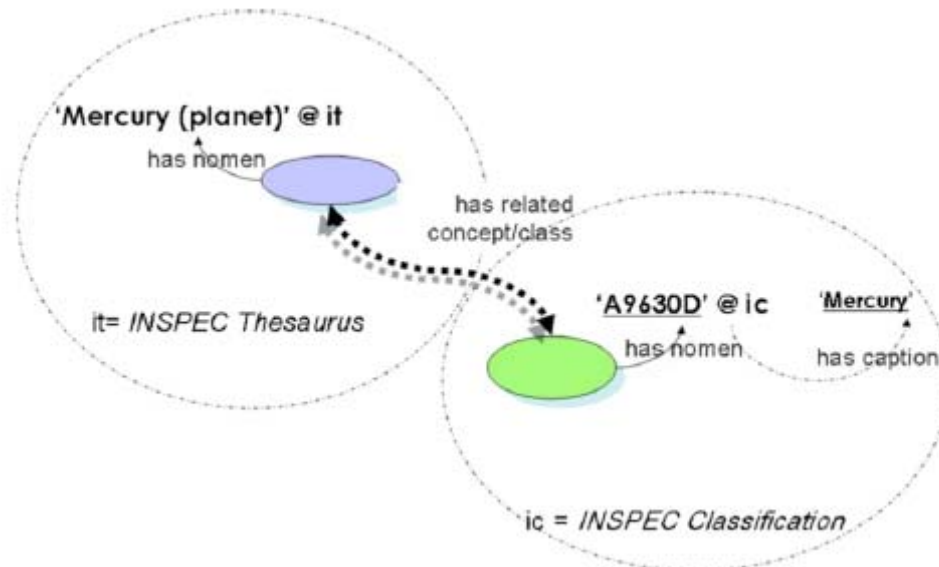 'Mercury (planet)' @ it
has nomen
has related
concept/class
it= INSPEC Thesaurus
'A9630D' @ ic
'Mercury'
has nomen
has caption
ic = INSPEC Classification